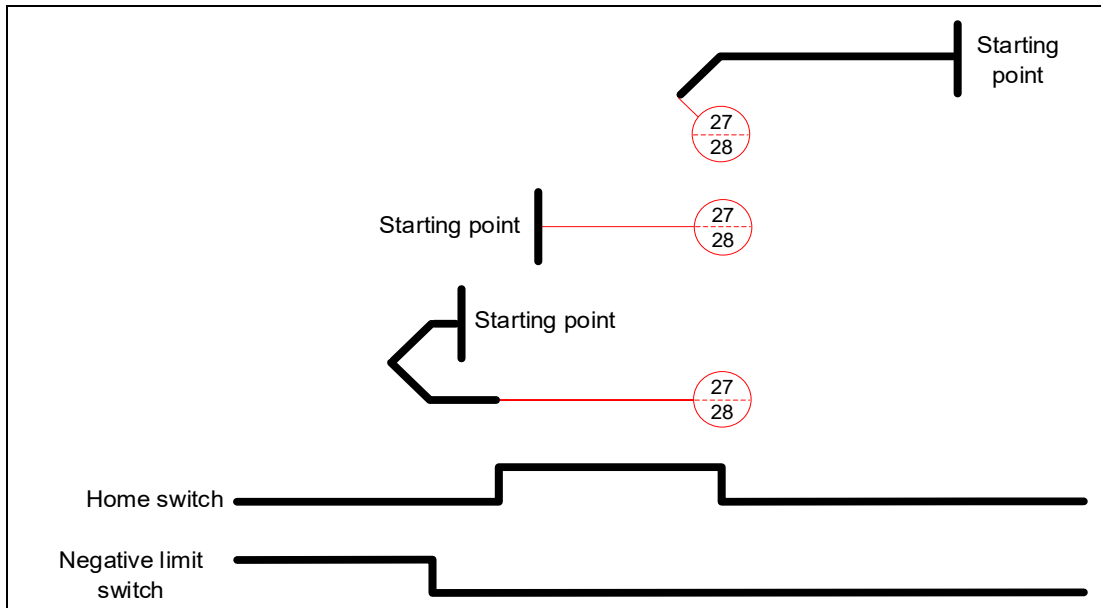 Starting
point
27
28
Starting point
27
28
Starting point
27
28
Home switch
Negative limit
switch